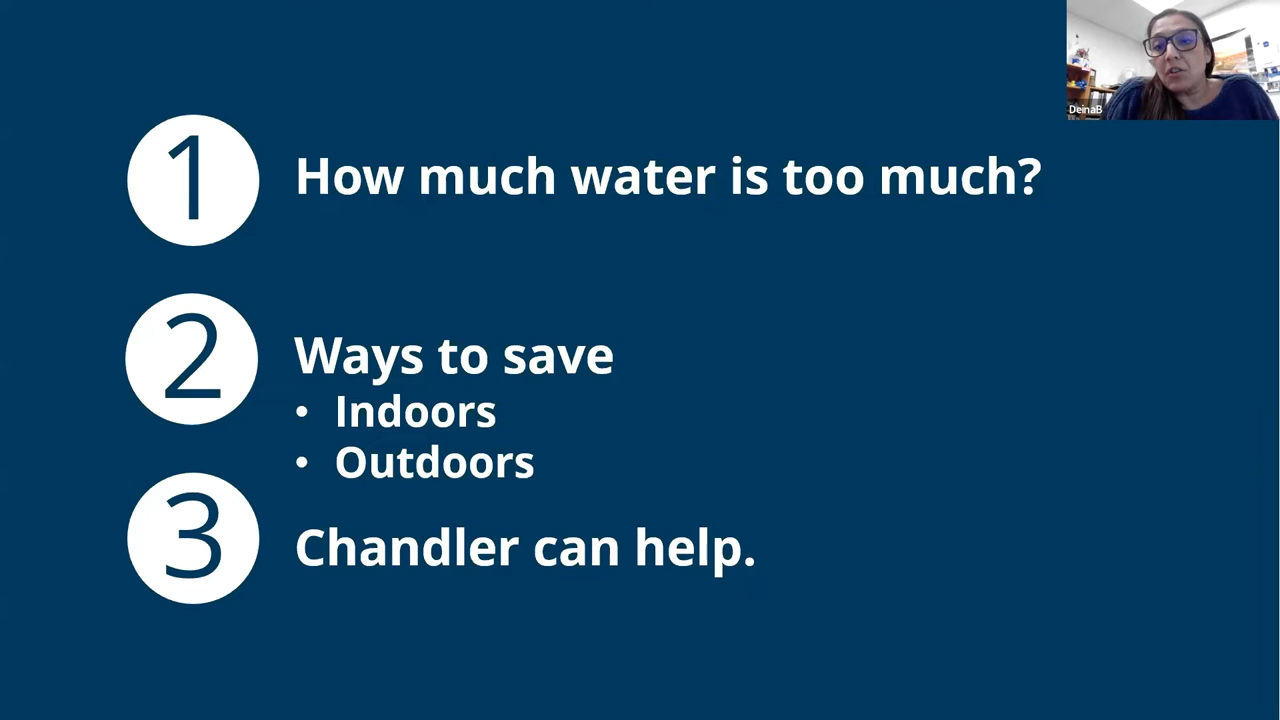 1
How much water is too much?
2
Ways to save
• Indoors
• Outdoors
3
Chandler can help.
DeinaB